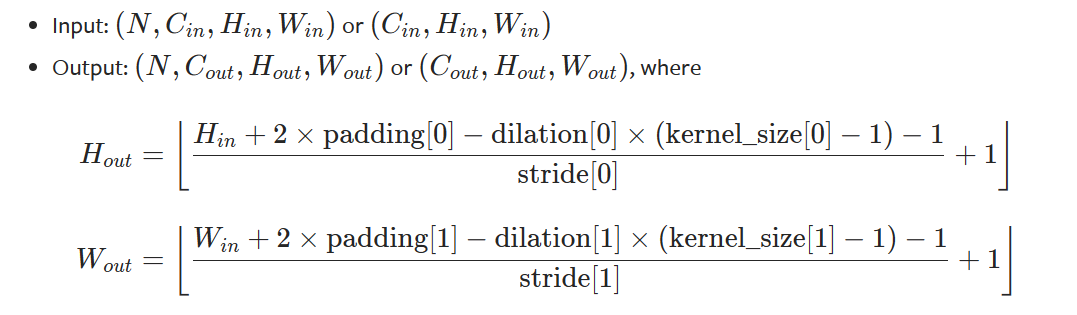 • Input: (N, C_in, H_in, W_in) or (C_in, H_in, W_in)
• Output: (N, C_out, H_out, W_out) or (C_out, H_out, W_out), where
H_out = ⌊(H_in + 2 × padding[0] − dilation[0] × (kernel_size[0] − 1) − 1) / stride[0] + 1⌋
W_out = ⌊(W_in + 2 × padding[1] − dilation[1] × (kernel_size[1] − 1) − 1) / stride[1] + 1⌋